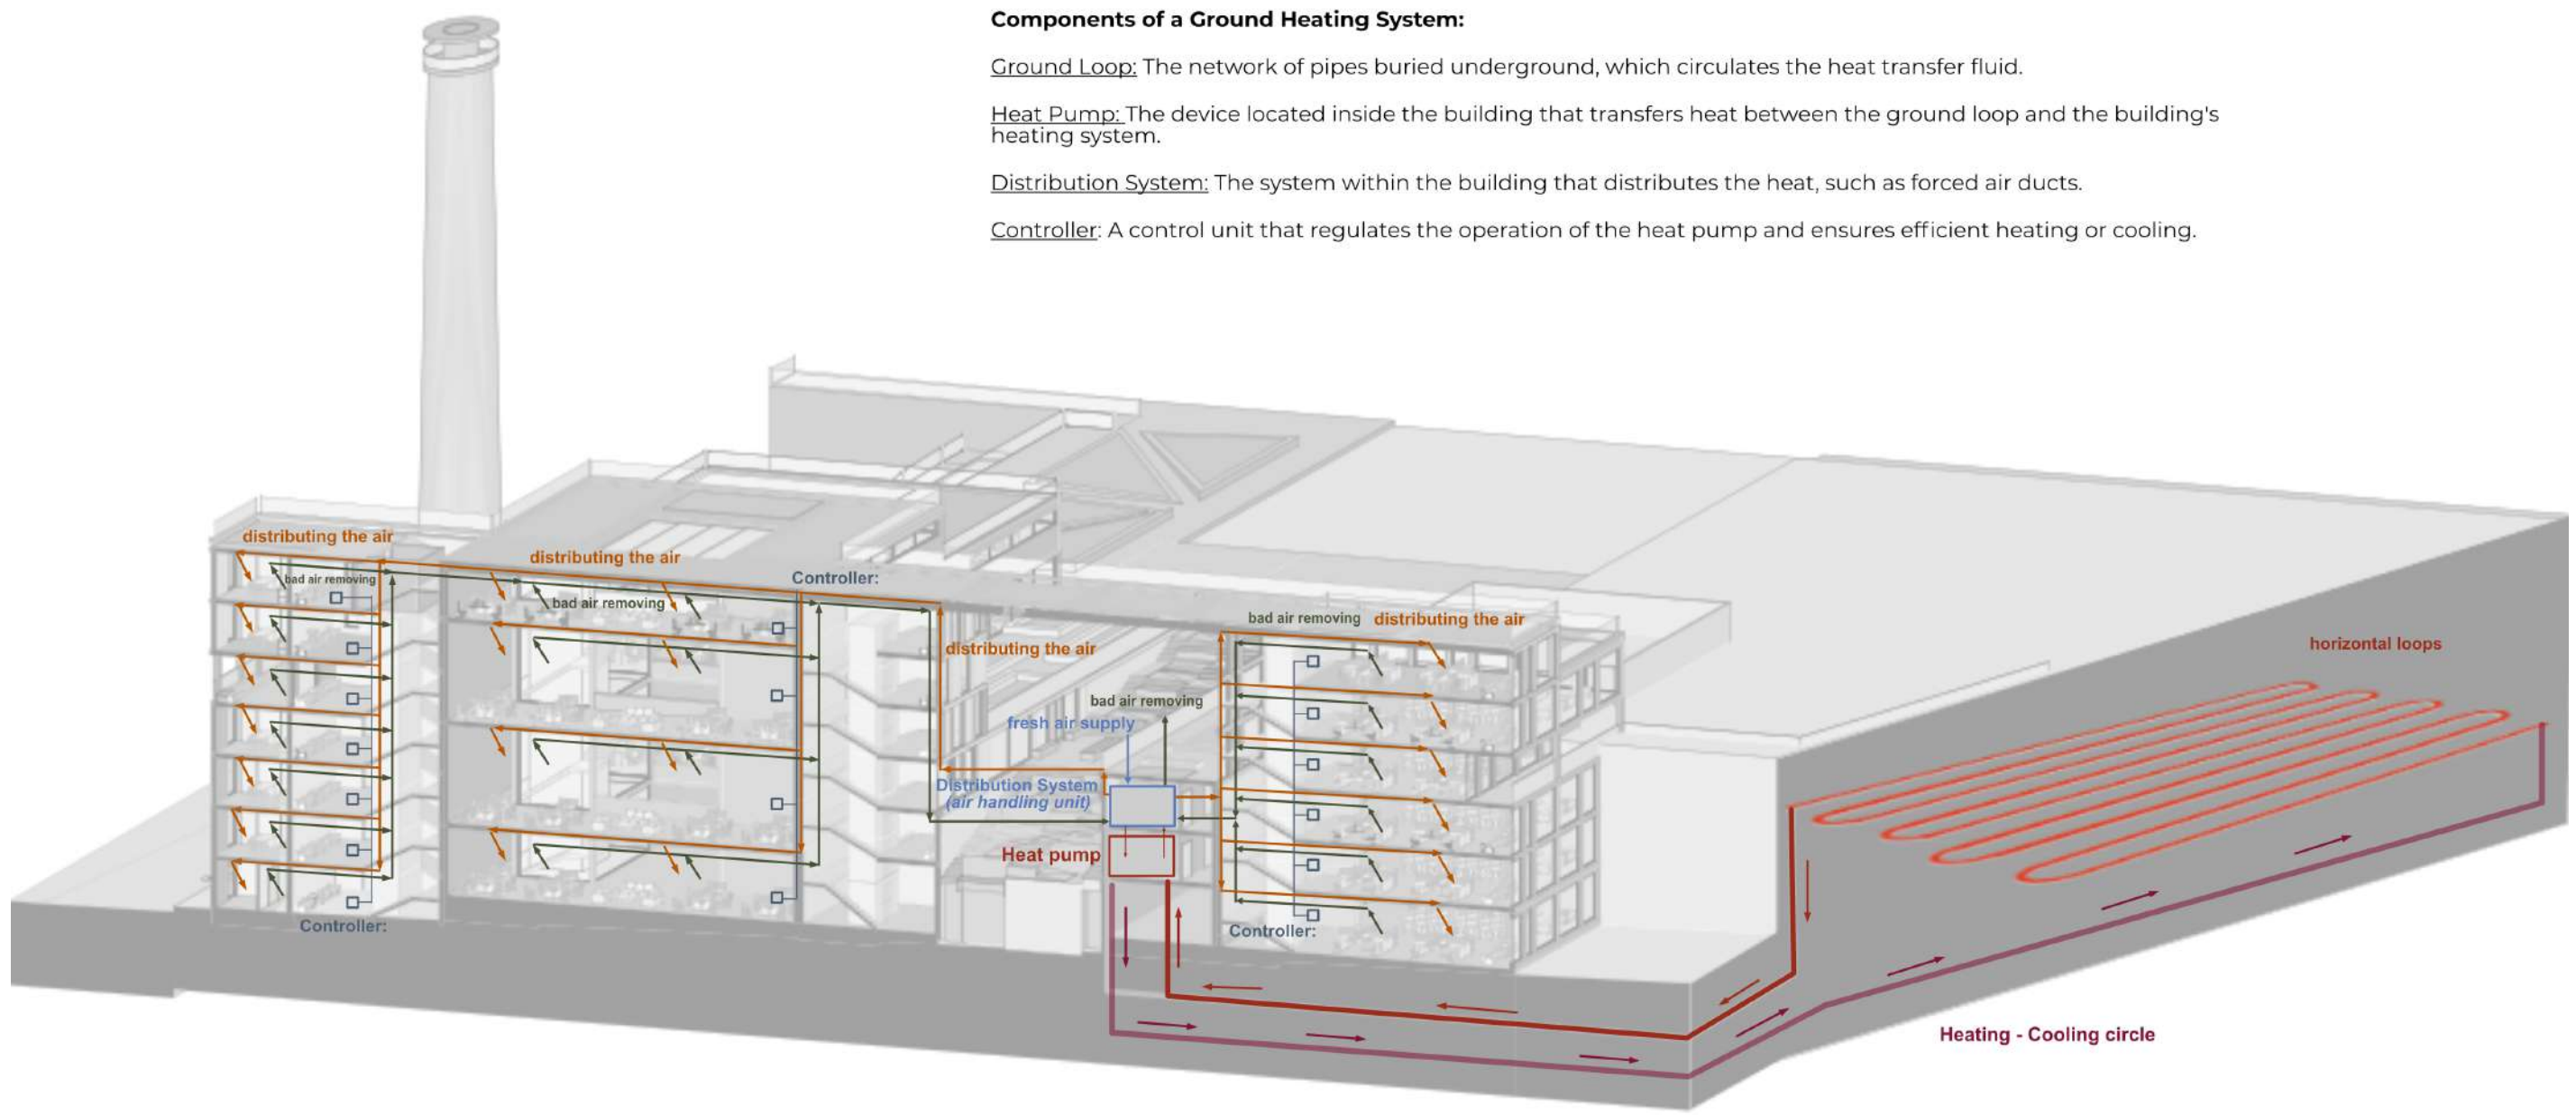 Components of a Ground Heating System:
Ground Loop: The network of pipes buried underground, which circulates the heat transfer fluid.
Heat Pump: The device located inside the building that transfers heat between the ground loop and the building's
heating system.
Distribution System: The system within the building that distributes the heat, such as forced air ducts.
Controller: A control unit that regulates the operation of the heat pump and ensures efficient heating or cooling.
distributing the air
bad air removing
distributing the air
bad air removing
Controller:
distributing the air
bad air removing
fresh air supply
Distribution System
(air handling unit)
Heat pump
bad air removing
distributing the air
horizontal loops
Controller:
Controller:
Heating - Cooling circle